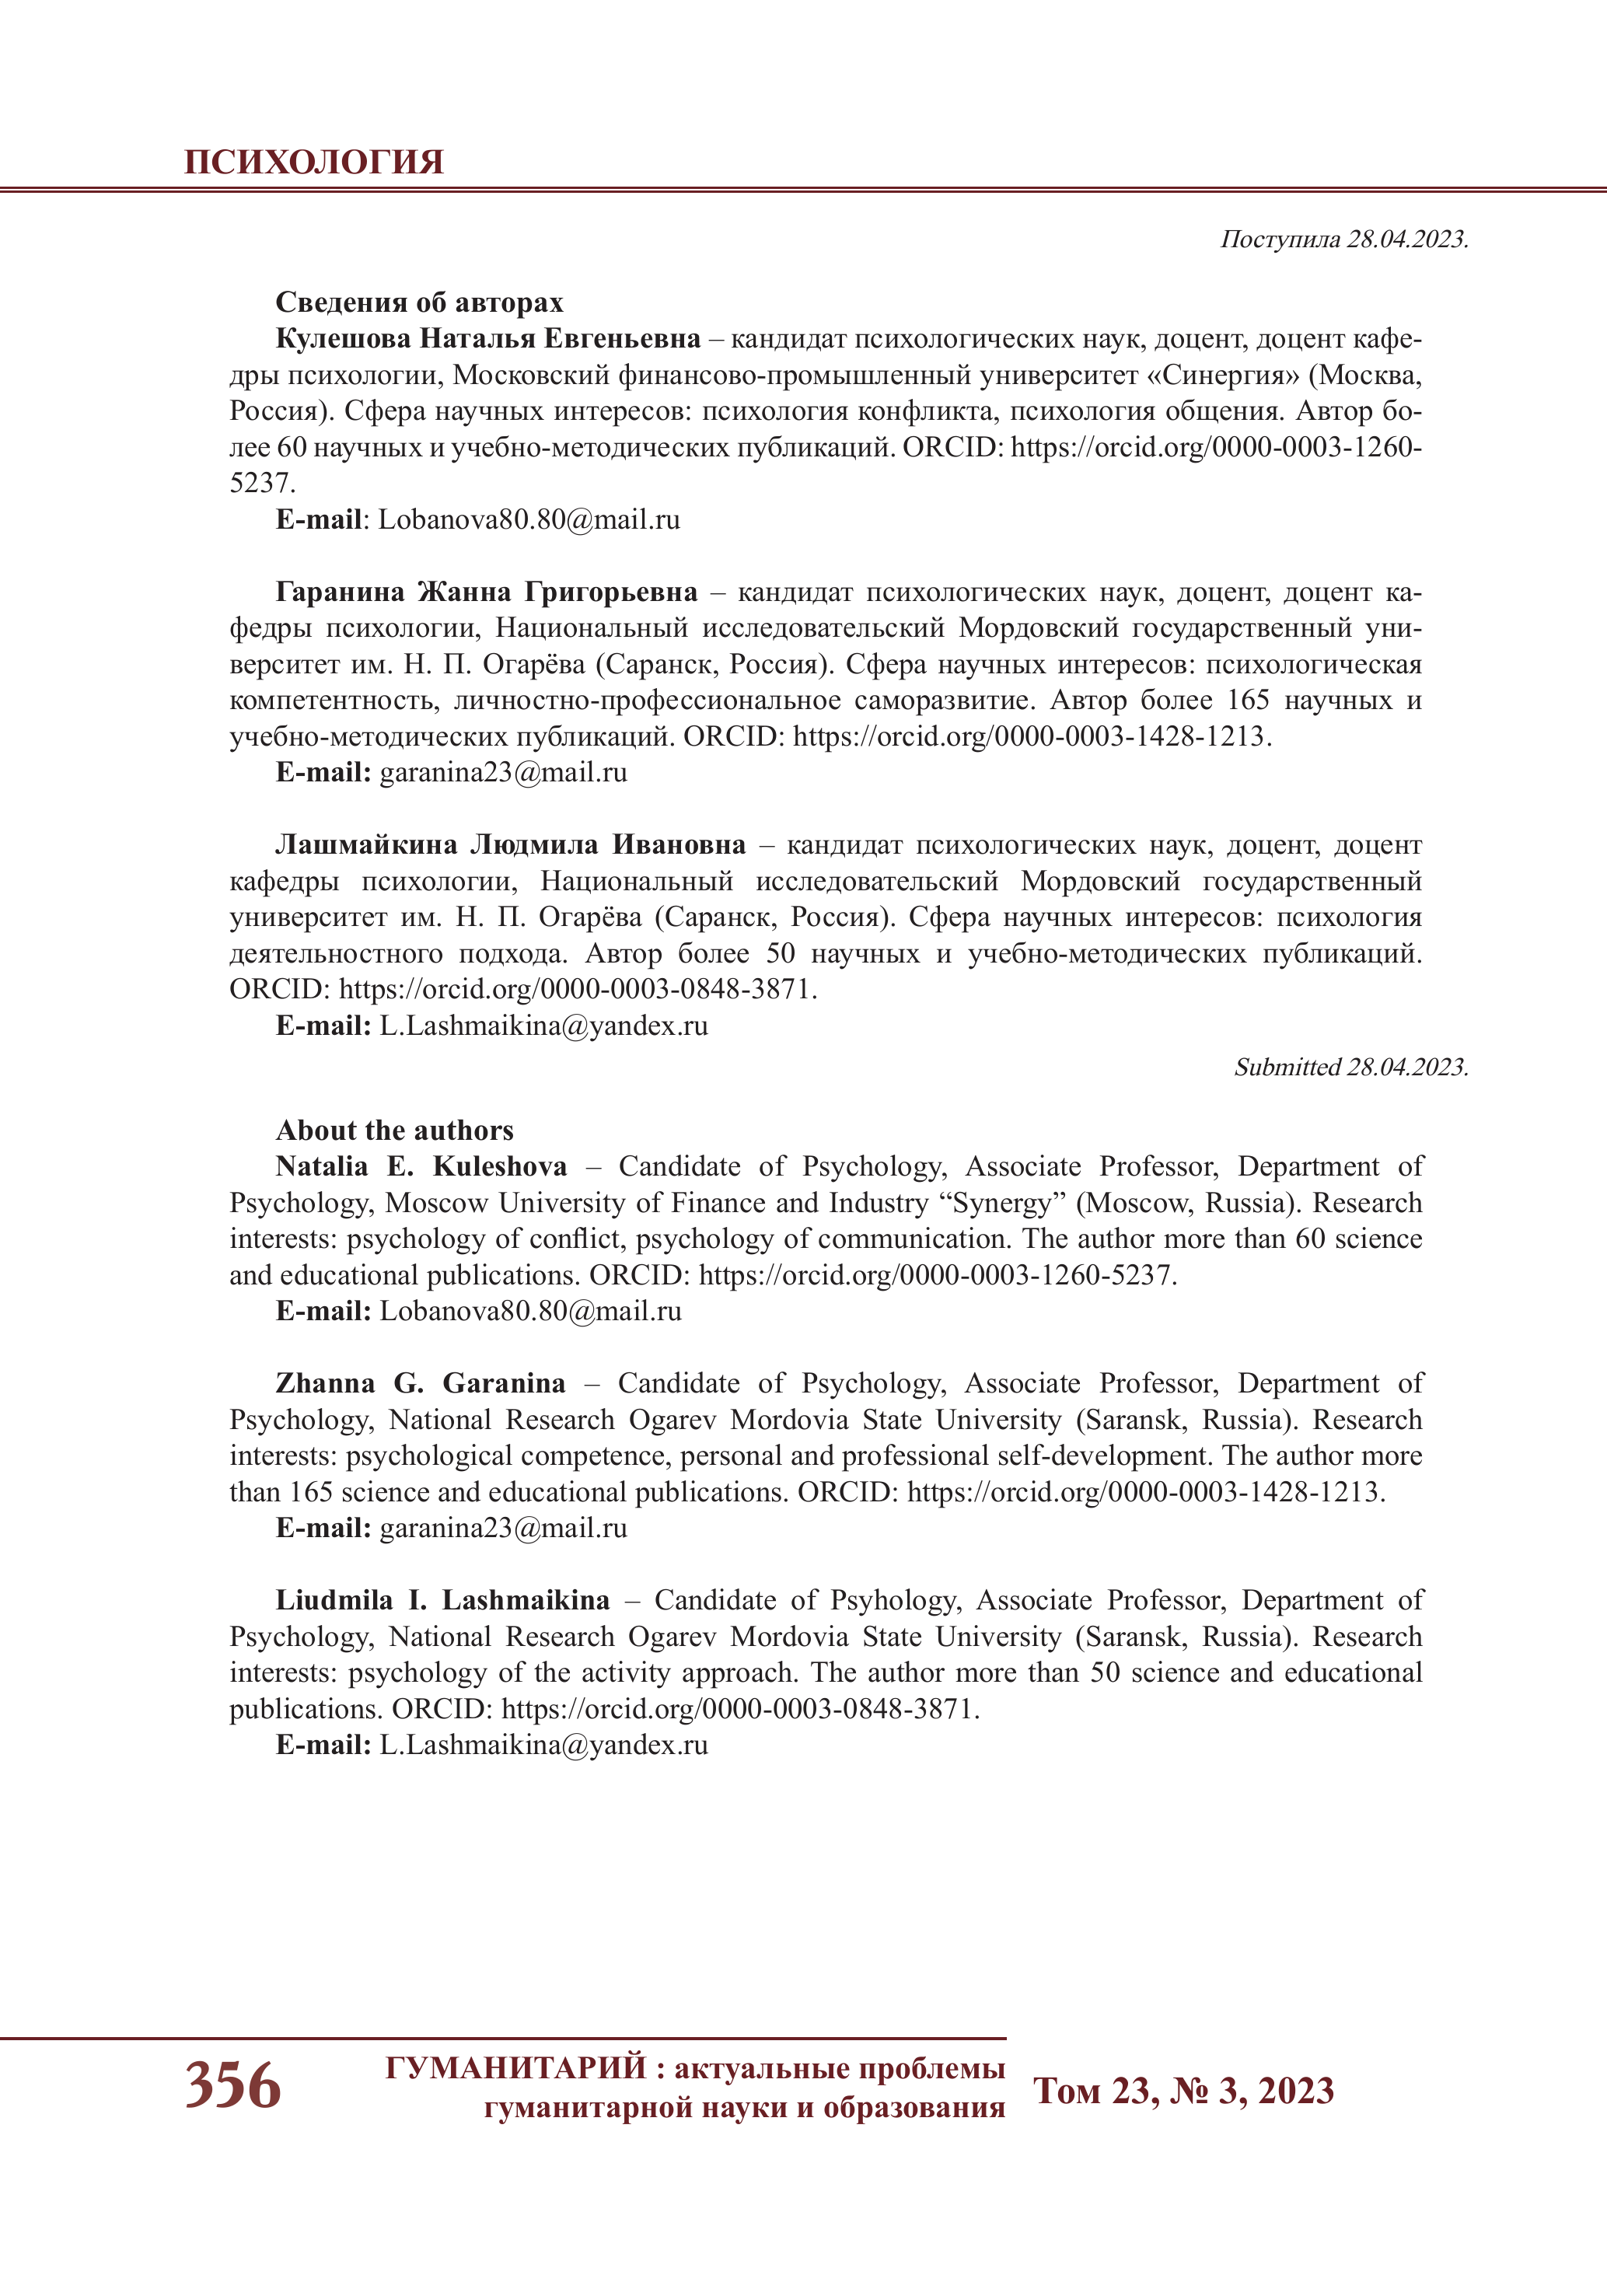 ПСИХОЛОГИЯ
Поступила 28.04.2023.
Сведения об авторах
Кулешова Наталья Евгеньевна – кандидат психологических наук, доцент, доцент кафе-
дры психологии, Московский финансово-промышленный университет «Синергия» (Москва,
Россия). Сфера научных интересов: психология конфликта, психология общения. Автор бо-
лее 60 научных и учебно-методических публикаций. ORCID: https://orcid.org/0000-0003-1260-
5237.
E-mail: Lobanova80.80@mail.ru
Гаранина Жанна Григорьевна – кандидат психологических наук, доцент, доцент ка-
федры психологии, Национальный исследовательский Мордовский государственный уни-
верситет им. Н. П. Огарёва (Саранск, Россия). Сфера научных интересов: психологическая
компетентность, личностно-профессиональное саморазвитие. Автор более 165 научных и
учебно-методических публикаций. ORCID: https://orcid.org/0000-0003-1428-1213.
E-mail: garanina23@mail.ru
Лашмайкина Людмила Ивановна – кандидат психологических наук, доцент, доцент
кафедры психологии, Национальный исследовательский Мордовский государственный
университет им. Н. П. Огарёва (Саранск, Россия). Сфера научных интересов: психология
деятельностного подхода. Автор более 50 научных и учебно-методических публикаций.
ORCID: https://orcid.org/0000-0003-0848-3871.
E-mail: L.Lashmaikina@yandex.ru
Submitted 28.04.2023.
About the authors
Natalia E. Kuleshova – Candidate of Psychology, Associate Professor, Department of
Psychology, Moscow University of Finance and Industry “Synergy” (Moscow, Russia). Research
interests: psychology of conflict, psychology of communication. The author more than 60 science
and educational publications. ORCID: https://orcid.org/0000-0003-1260-5237.
E-mail: Lobanova80.80@mail.ru
Zhanna G. Garanina – Candidate of Psychology, Associate Professor, Department of
Psychology, National Research Ogarev Mordovia State University (Saransk, Russia). Research
interests: psychological competence, personal and professional self-development. The author more
than 165 science and educational publications. ORCID: https://orcid.org/0000-0003-1428-1213.
E-mail: garanina23@mail.ru
Liudmila I. Lashmaikina – Candidate of Psyhology, Associate Professor, Department of
Psychology, National Research Ogarev Mordovia State University (Saransk, Russia). Research
interests: psychology of the activity approach. The author more than 50 science and educational
publications. ORCID: https://orcid.org/0000-0003-0848-3871.
E-mail: L.Lashmaikina@yandex.ru
356
ГУМАНИТАРИЙ : актуальные проблемы
гуманитарной науки и образования
Том 23, № 3, 2023